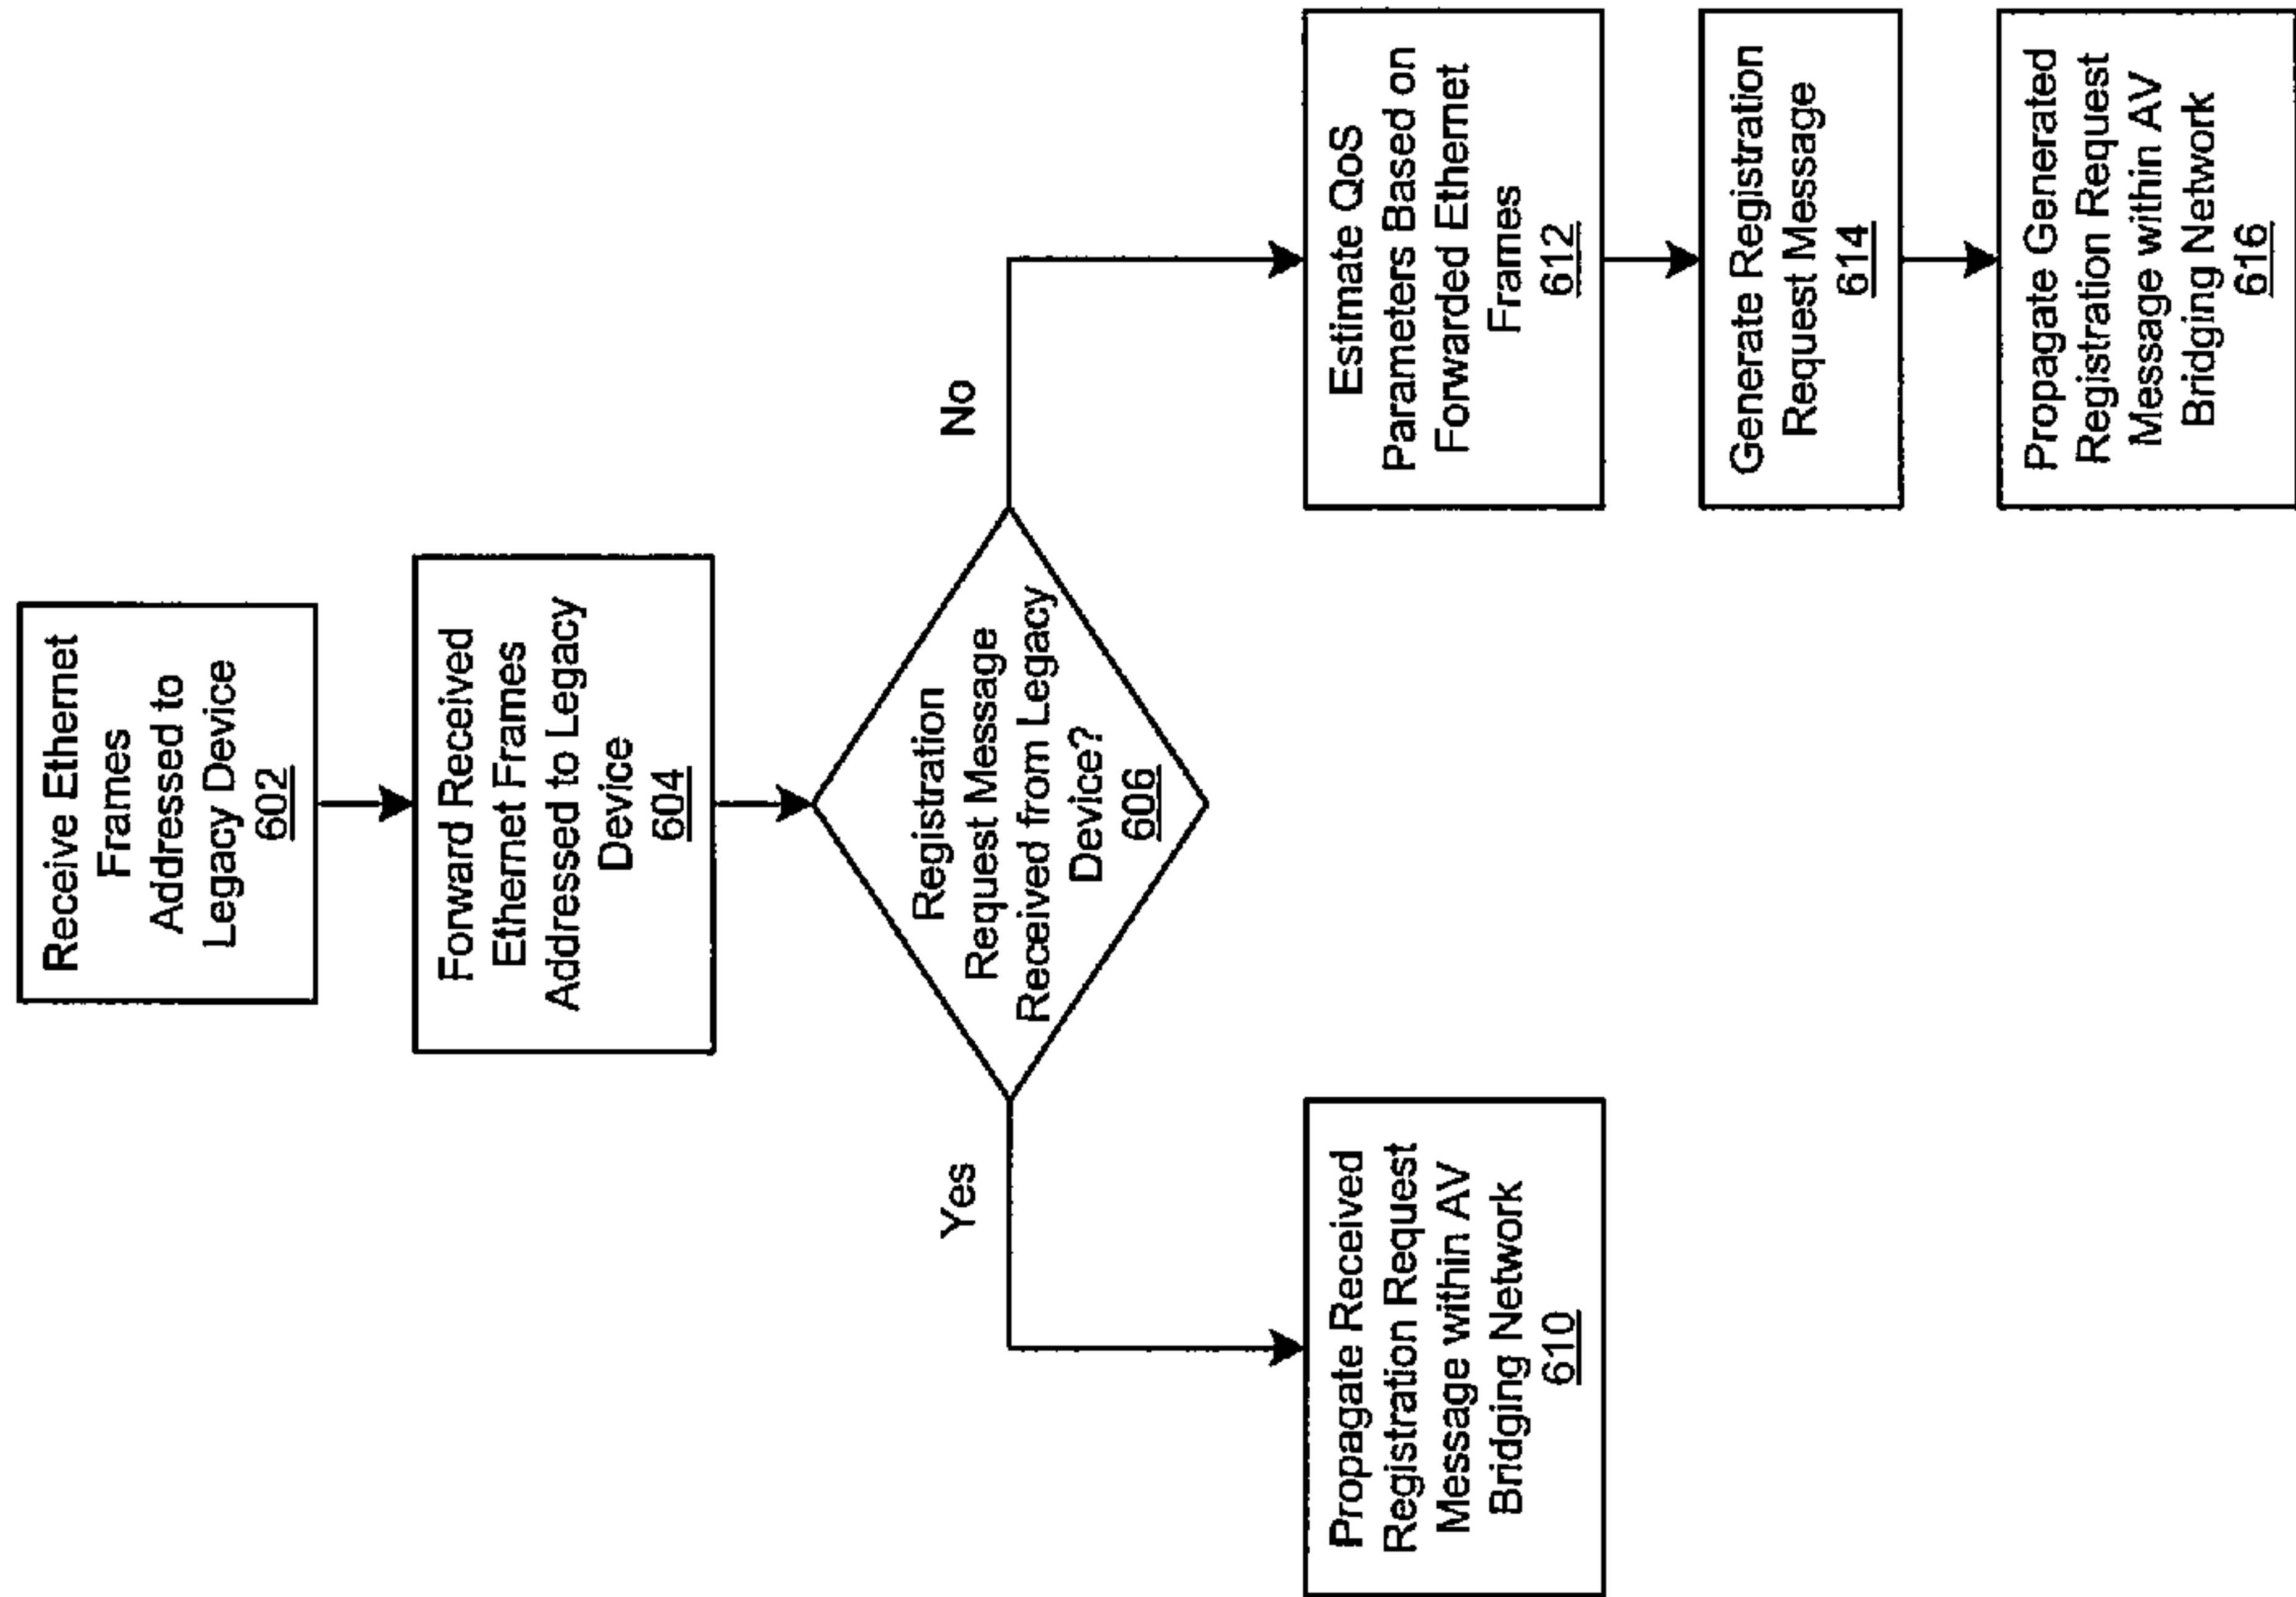 Receive Ethernet
Frames
Addressed to
Legacy Device
602
Forward Received
Ethernet Frames
Addressed to Legacy
Device
604
Registration
Request Message
Received from Legacy
Device?
606
Yes
No
Propagate Received
Registration Request
Message within AV
Bridging Network
610
Estimate QoS
Parameters Based on
Forwarded Ethernet
Frames
612
Generate Registration
Request Message
614
Propagate Generated
Registration Request
Message within AV
Bridging Network
616